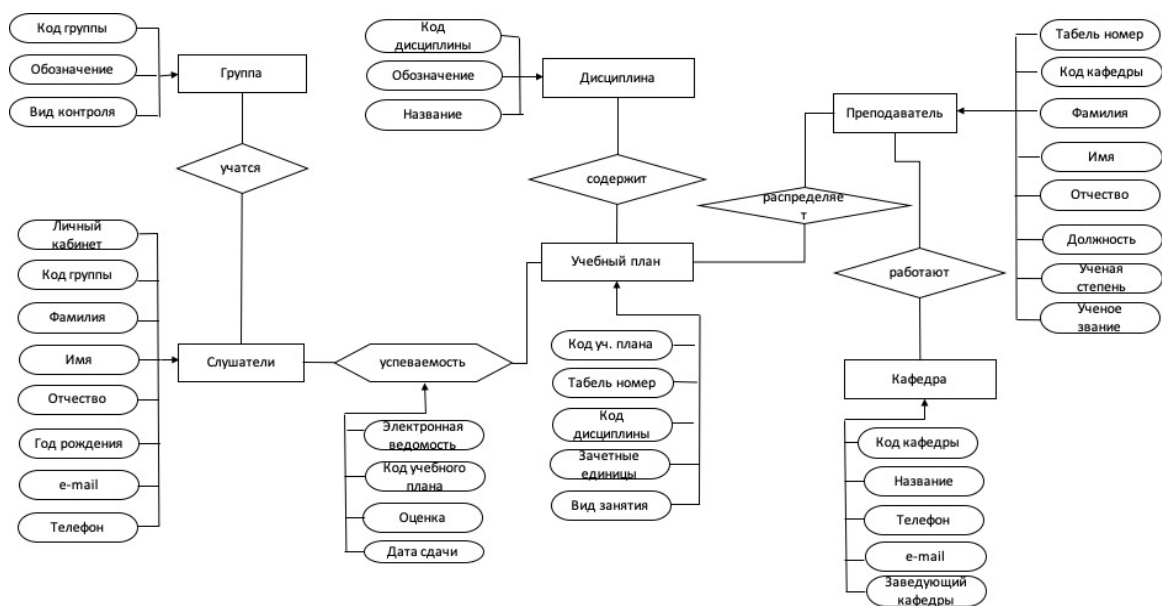 Код группы
Обозначение
Вид контроля
Группа
учатся
Код
дисциплины
Обозначение
Название
Дисциплина
содержит
Табель номер
Код кафедры
Фамилия
Имя
Отчество
Должность
Ученая
степень
Ученое
звание
Преподаватель
распределяе
т
работают
Личный
кабинет
Код группы
Фамилия
Имя
Отчество
Год рождения
e-mail
Телефон
Слушатели
успеваемость
Учебный план
Электронная
ведомость
Код учебного
плана
Оценка
Дата сдачи
Код уч. плана
Табель номер
Код
дисциплины
Зачетные
единицы
Вид занятия
Кафедра
Код кафедры
Название
Телефон
e-mail
Заведующий
кафедры